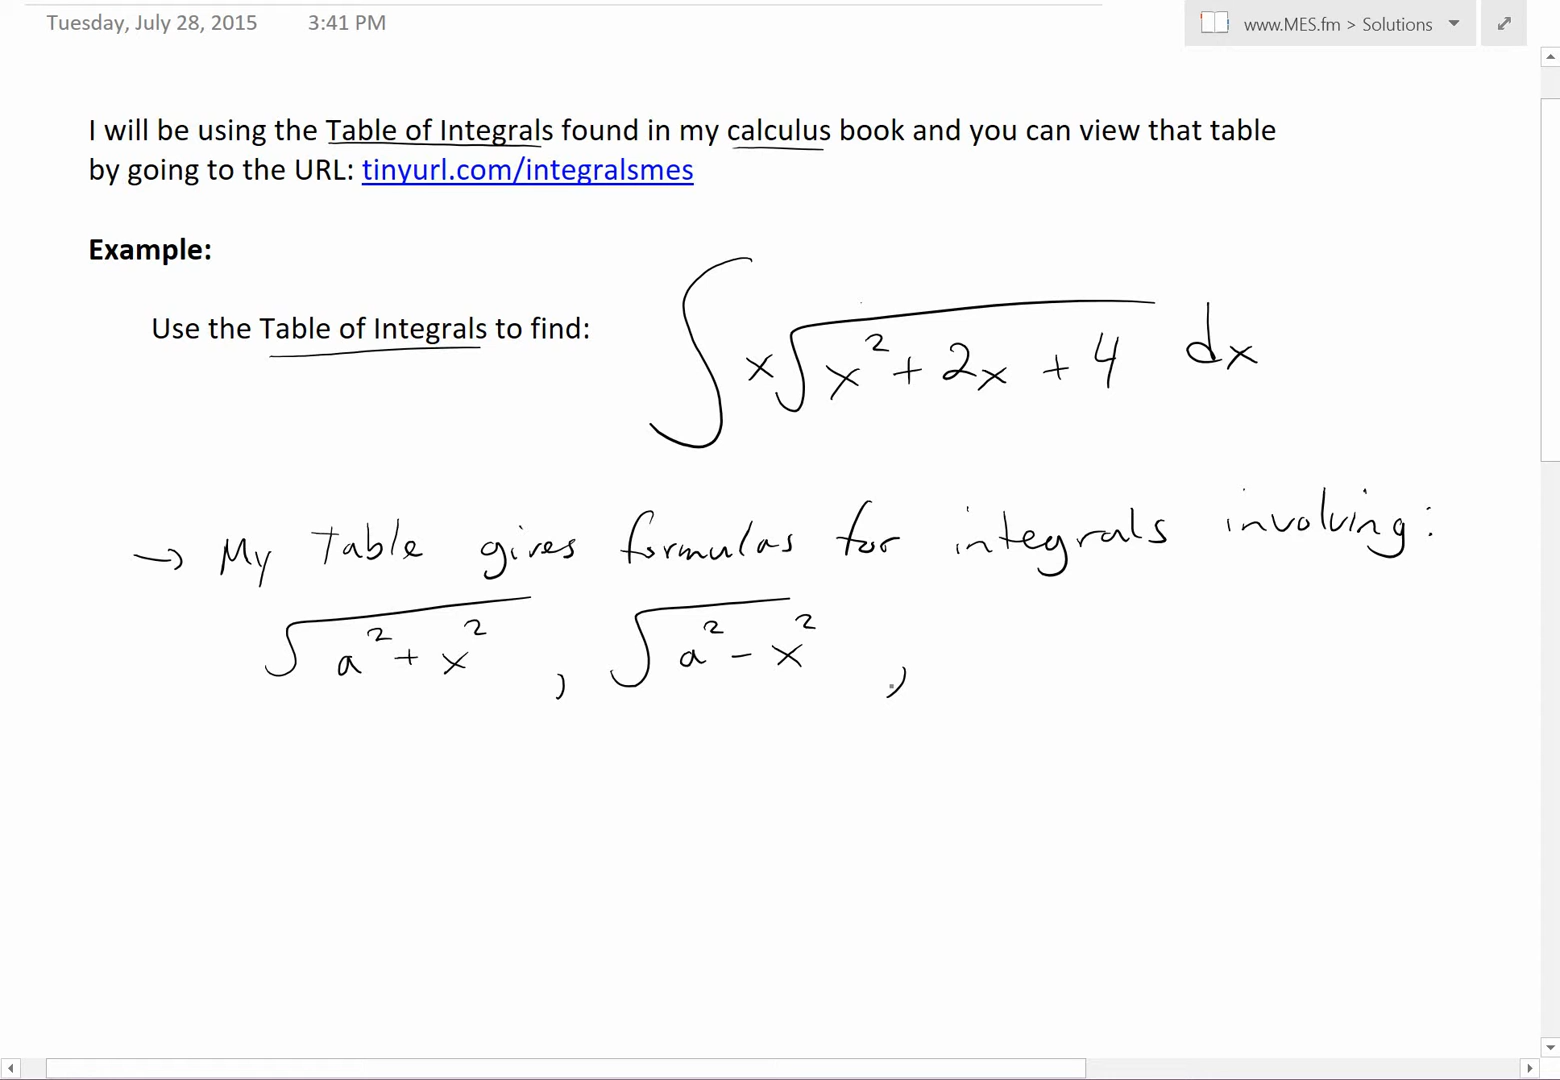 Tuesday, July 28, 2015 3:41 PM
www.MES.fm > Solutions
I will be using the Table of Integrals found in my calculus book and you can view that table
by going to the URL: tinyurl.com/integralsmes
Example:
Use the Table of Integrals to find: ∫ x√(x² + 2x + 4) dx
→ My Table gives formulas for integrals involving:
√(a² + x²) , √(a² − x²) ,